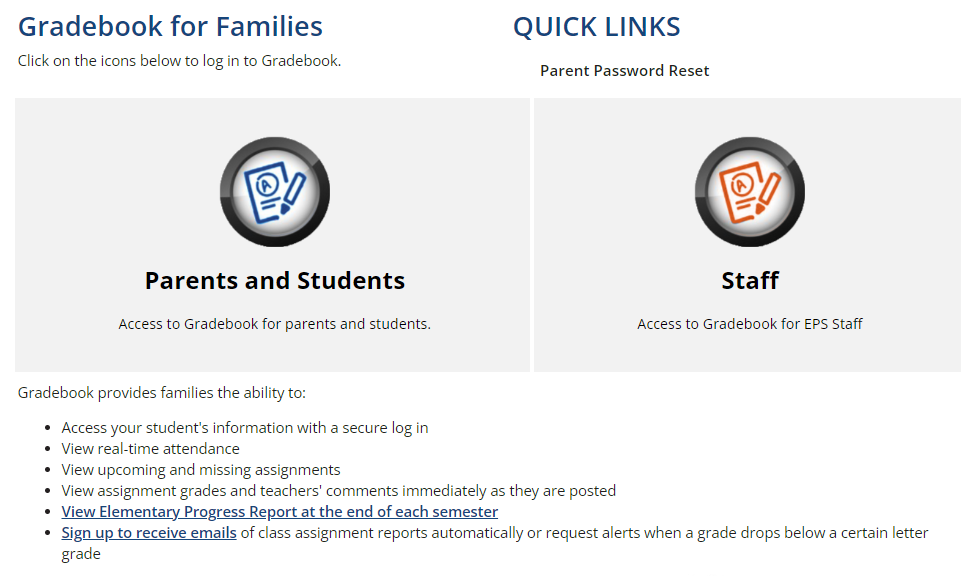 Gradebook for Families
Click on the icons below to log in to Gradebook.
QUICK LINKS
Parent Password Reset
A
Parents and Students
Access to Gradebook for parents and students.
A
Staff
Access to Gradebook for EPS Staff
Gradebook provides families the ability to:
• Access your student's information with a secure log in
• View real-time attendance
• View upcoming and missing assignments
• View assignment grades and teachers' comments immediately as they are posted
• View Elementary Progress Report at the end of each semester
• Sign up to receive emails of class assignment reports automatically or request alerts when a grade drops below a certain letter
grade